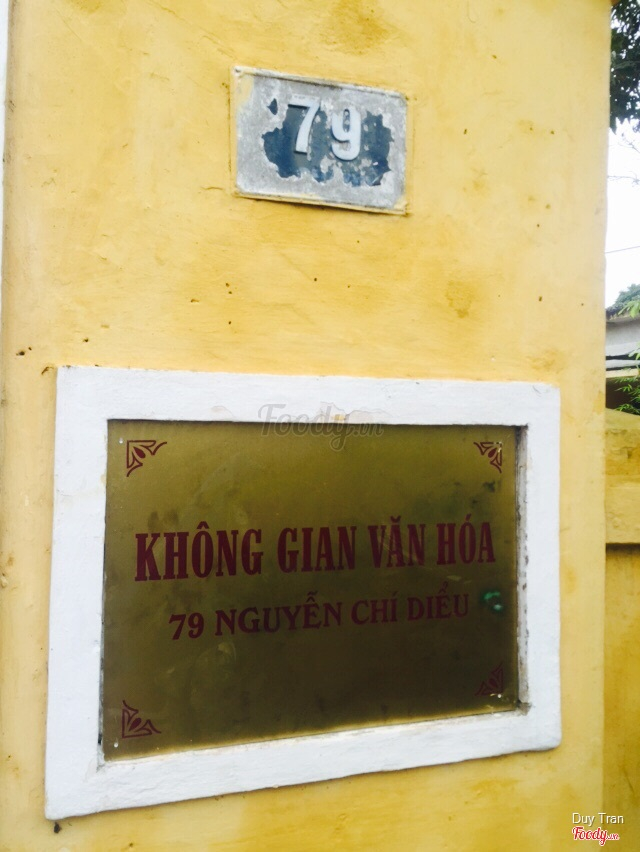 79
Foody.vn
KHÔNG GIAN VĂN HÓA
79 NGUYỄN CHÍ DIỂU
Duy Tran
Foody.vn